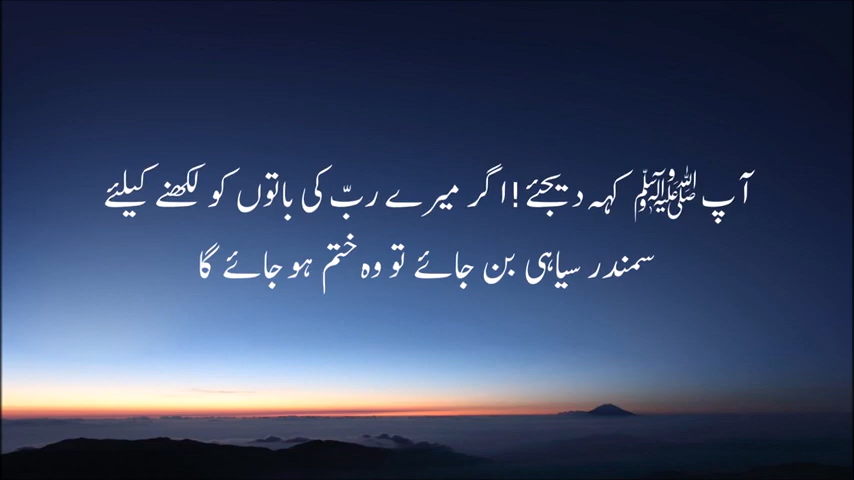 آپ ﷺ کہہ دیجئے !اگر میرے ربّ کی باتوں کو لکھنے کیلئے
سمندر سیاہی بن جائے تو وہ ختم ہو جائے گا